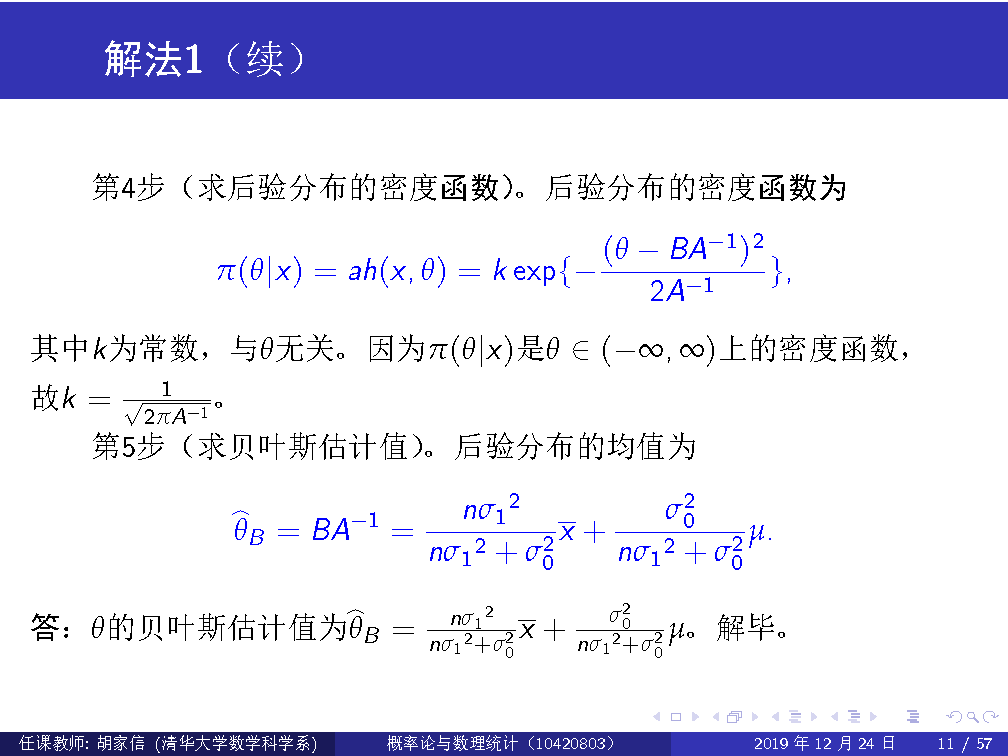 解法1（续）
第4步（求后验分布的密度函数）。后验分布的密度函数为
π(θ|x) = ah(x, θ) = k exp{−(θ − BA⁻¹)²/2A⁻¹},
其中k为常数，与θ无关。因为π(θ|x)是θ ∈ (−∞, ∞)上的密度函数，
故k = 1/√(2πA⁻¹)。
第5步（求贝叶斯估计值）。后验分布的均值为
θ̂_B = BA⁻¹ = nσ₁²/(nσ₁² + σ₀²) x̅ + σ₀²/(nσ₁² + σ₀²) μ.
答：θ的贝叶斯估计值为θ̂_B = nσ₁²/(nσ₁²+σ₀²) x̅ + σ₀²/(nσ₁²+σ₀²) μ。解毕。
任课教师: 胡家信 (清华大学数学科学系) 概率论与数理统计（10420803） 2019 年 12 月 24 日 11 / 57